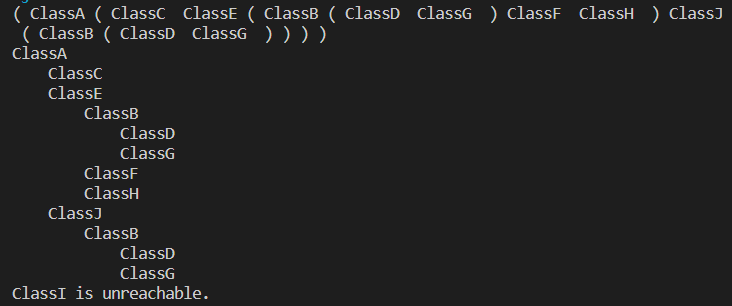 ( ClassA ( ClassC  ClassE ( ClassB ( ClassD  ClassG  ) ClassF  ClassH  ) ClassJ
 ( ClassB ( ClassD  ClassG  ) ) ) )
ClassA
    ClassC
    ClassE
        ClassB
            ClassD
            ClassG
        ClassF
        ClassH
    ClassJ
        ClassB
            ClassD
            ClassG
ClassI is unreachable.